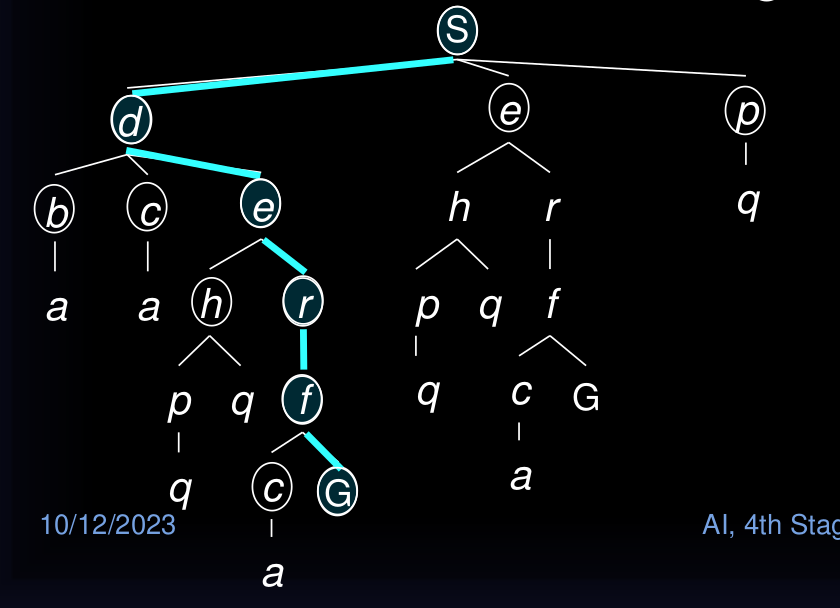 S
d e p
b c e h r q
a a h r p q f
p q f q c G
q c G a
10/12/2023 AI, 4th Stag
a